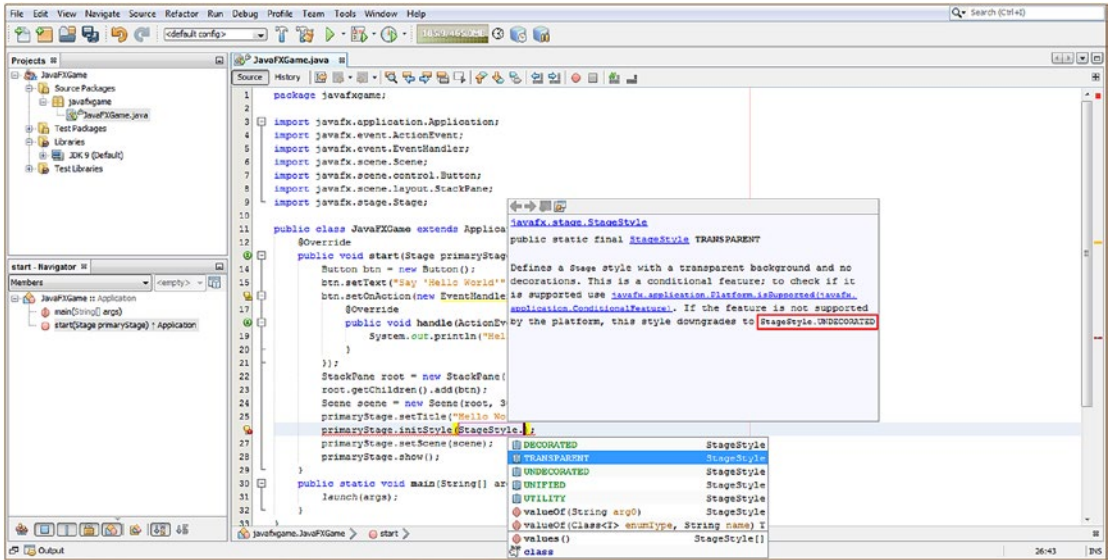 File Edit View Navigate Source Refactor Run Debug Profile Team Tools Window Help
Search (Ctrl+I)
<default config>
Projects
JavaFXGame
Source Packages
javafxgame
JavaFXGame.java
Test Packages
Libraries
JDK 9 (Default)
Test Libraries
start - Navigator
Members
<empty>
JavaFXGame :: Application
main(String[] args)
start(Stage primaryStage) ↑ Application
JavaFXGame.java
Source History
1 package javafxgame;
2
3 import javafx.application.Application;
4 import javafx.event.ActionEvent;
5 import javafx.event.EventHandler;
6 import javafx.scene.Scene;
7 import javafx.scene.control.Button;
8 import javafx.scene.layout.StackPane;
9 import javafx.stage.Stage;
10
11 public class JavaFXGame extends Applica
12 @Override
public void start(Stage primaryStag
14 Button btn = new Button();
15 btn.setText("Say 'Hello World'"
btn.setOnAction(new EventHandle
17 @Override
public void handle(ActionEv
19 System.out.println("Hel
20 }
21 });
22 StackPane root = new StackPane(
23 root.getChildren().add(btn);
24 Scene scene = new Scene(root, 3
25 primaryStage.setTitle("Hello Wo
primaryStage.initStyle(StageStyle.);
27 primaryStage.setScene(scene);
28 primaryStage.show();
29 }
30 public static void main(String[] ar
31 launch(args);
32 }
33 }
javafx.stage.StageStyle
public static final StageStyle TRANSPARENT
Defines a Stage style with a transparent background and no
decorations. This is a conditional feature; to check if it
is supported use javafx.application.Platform.isSupported(javafx.
application.ConditionalFeature). If the feature is not supported
by the platform, this style downgrades to StageStyle.UNDECORATED
DECORATED StageStyle
TRANSPARENT StageStyle
UNDECORATED StageStyle
UNIFIED StageStyle
UTILITY StageStyle
valueOf(String arg0) StageStyle
valueOf(Class<T> enumType, String name) T
values() StageStyle[]
class
javafxgame.JavaFXGame
start
Output
26:43
INS